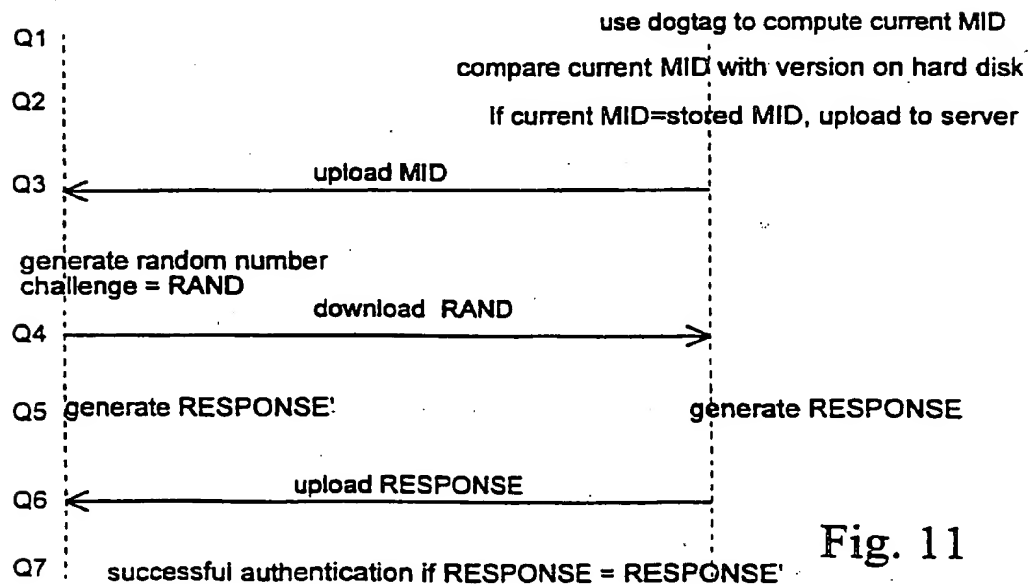 Q1
use dogtag to compute current MID
compare current MID with version on hard disk
Q2
If current MID=stored MID, upload to server
Q3
upload MID
generate random number
challenge = RAND
download RAND
Q4
Q5
generate RESPONSE'
generate RESPONSE
upload RESPONSE
Q6
Q7
successful authentication if RESPONSE = RESPONSE'
Fig. 11